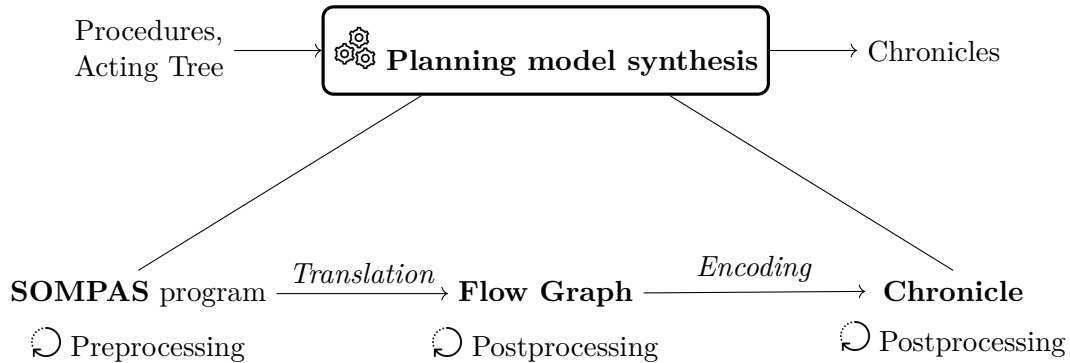 Procedures,
Acting Tree
Planning model synthesis
Chronicles
Translation
Encoding
SOMPAS program
Flow Graph
Chronicle
Preprocessing
Postprocessing
Postprocessing